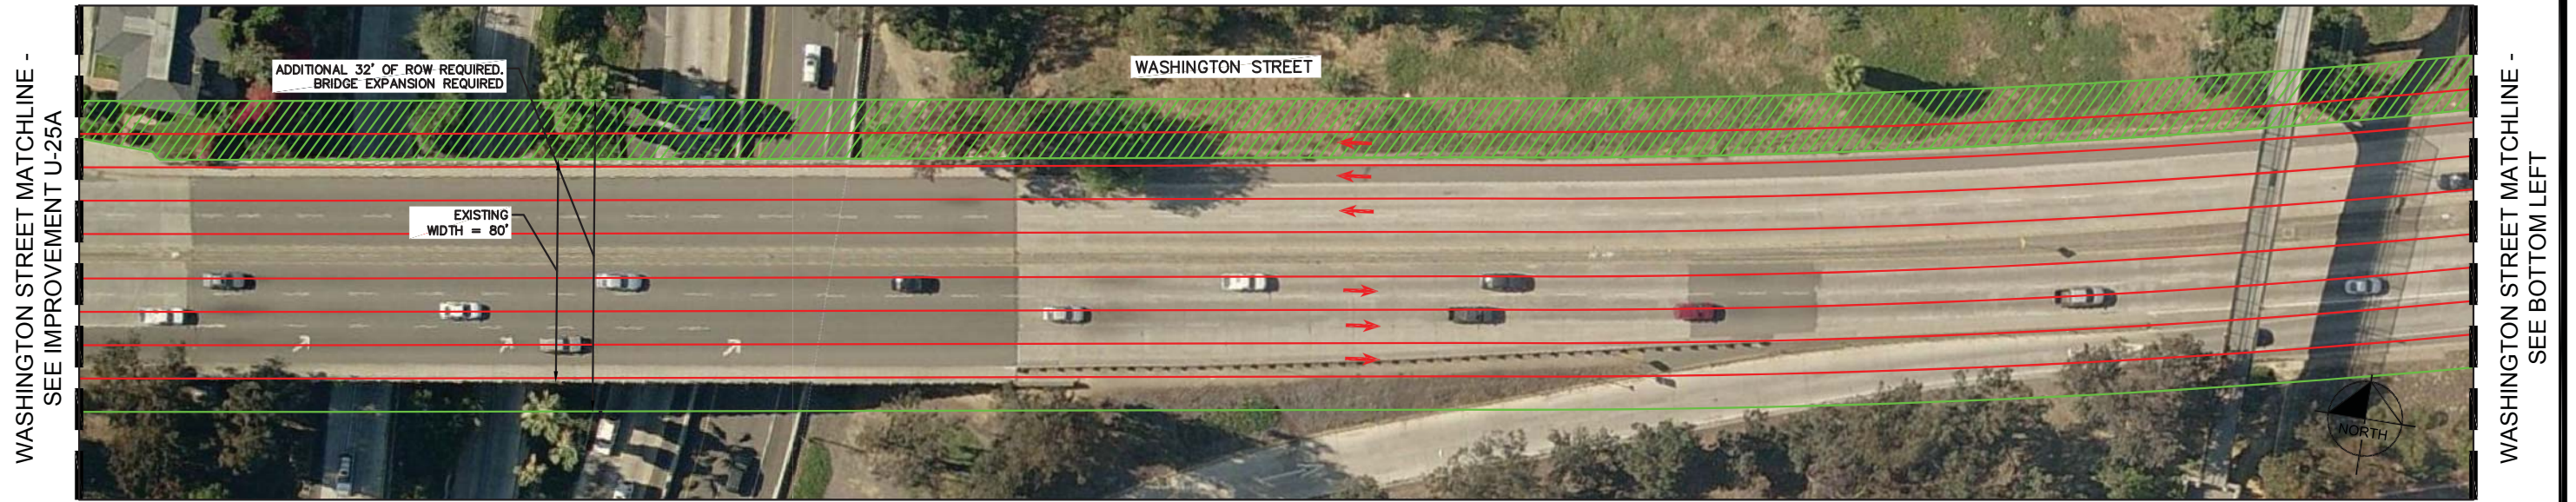 WASHINGTON STREET MATCHLINE -
SEE IMPROVEMENT U-25A
ADDITIONAL 32' OF ROW REQUIRED.
BRIDGE EXPANSION REQUIRED
WASHINGTON STREET
EXISTING
WIDTH = 80'
NORTH
WASHINGTON STREET MATCHLINE -
SEE BOTTOM LEFT